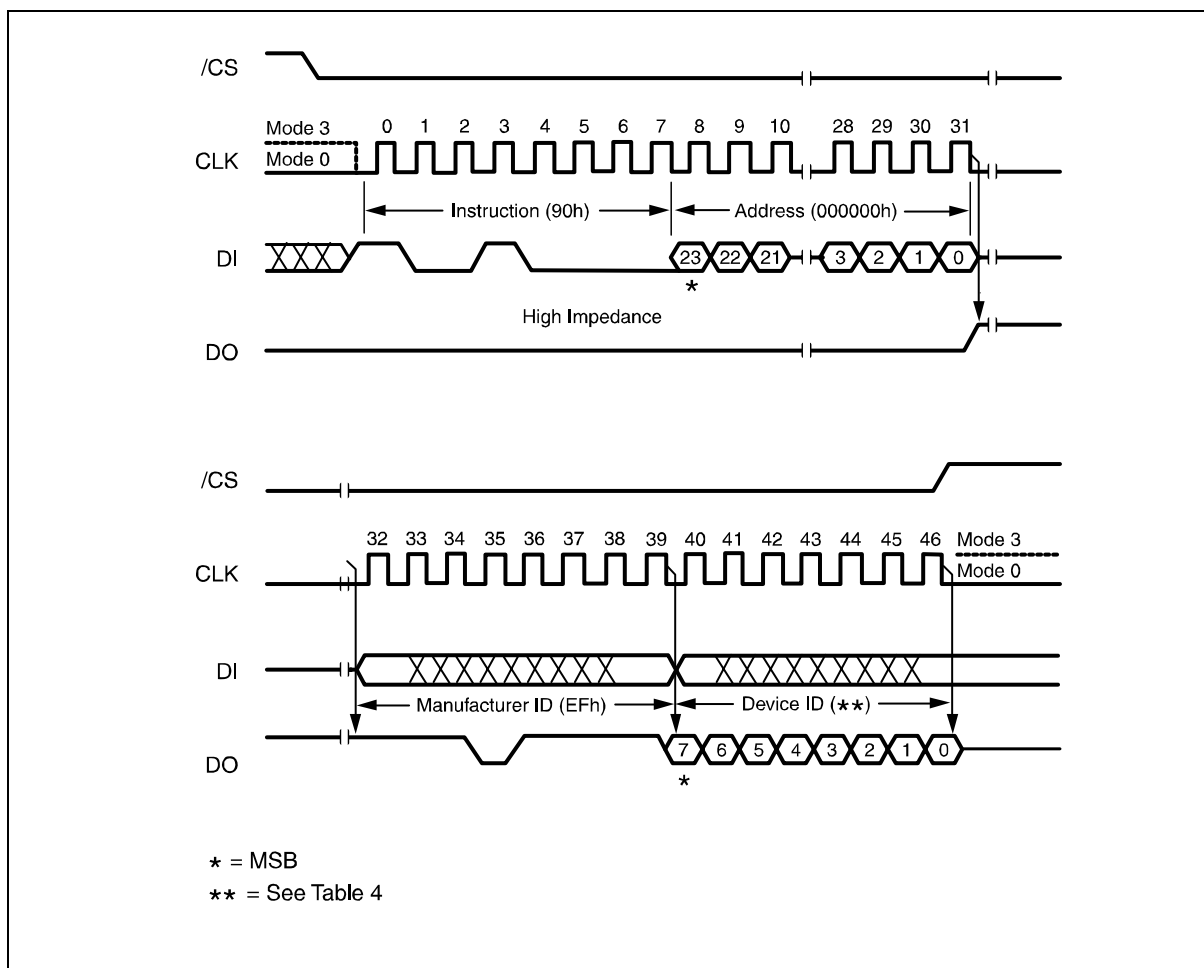 /CS
0 1 2 3 4 5 6 7 8 9 10 28 29 30 31
Mode 3
CLK
Mode 0
Instruction (90h) Address (000000h)
DI
23 22 21 3 2 1 0
*
High Impedance
DO
/CS
32 33 34 35 36 37 38 39 40 41 42 43 44 45 46
Mode 3
CLK
Mode 0
DI
Manufacturer ID (EFh) Device ID (**)
DO
7 6 5 4 3 2 1 0
*
* = MSB
** = See Table 4